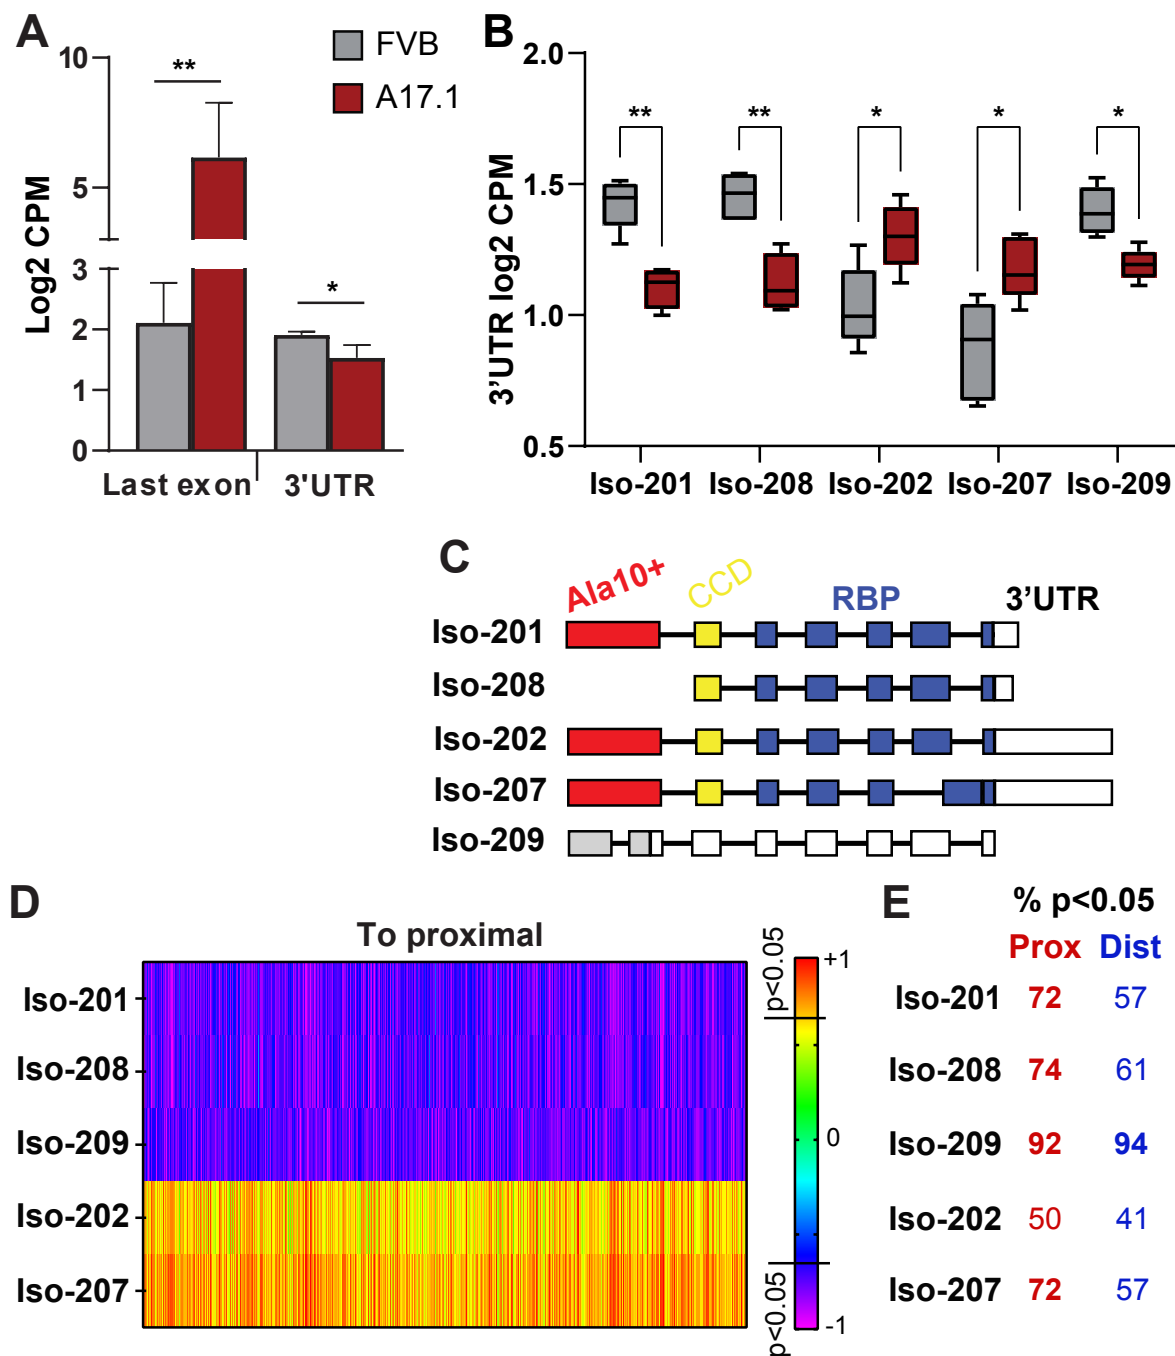 A
FVB
A17.1
Log2 CPM
10
5
3
2
1
0
**
*
Last exon
3'UTR
B
3'UTR log2 CPM
2.0
1.5
1.0
0.5
** ** * * *
Iso-201 Iso-208 Iso-202 Iso-207 Iso-209
C
Ala10+ CCD RBP 3'UTR
Iso-201
Iso-208
Iso-202
Iso-207
Iso-209
D
To proximal
Iso-201
Iso-208
Iso-209
Iso-202
Iso-207
p<0.05
+1
0
p<0.05
-1
E
% p<0.05
Prox Dist
Iso-201 72 57
Iso-208 74 61
Iso-209 92 94
Iso-202 50 41
Iso-207 72 57